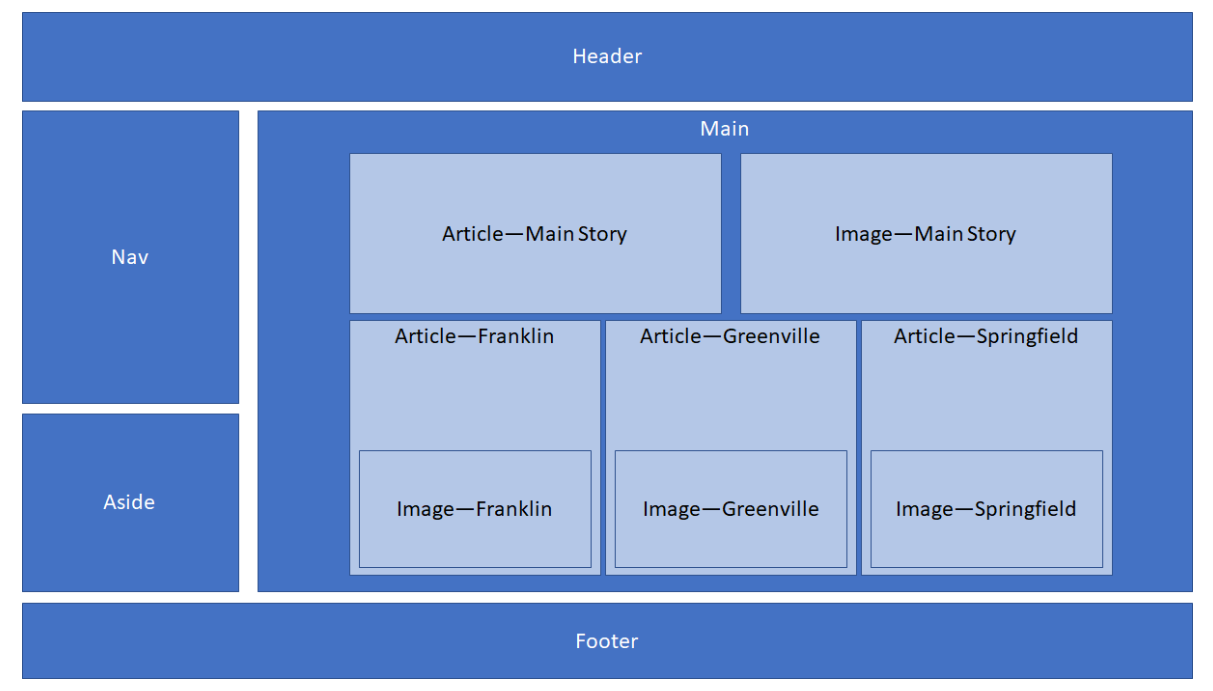 Header
Nav
Aside
Main
Article—Main Story
Image—Main Story
Article—Franklin
Article—Greenville
Article—Springfield
Image—Franklin
Image—Greenville
Image—Springfield
Footer